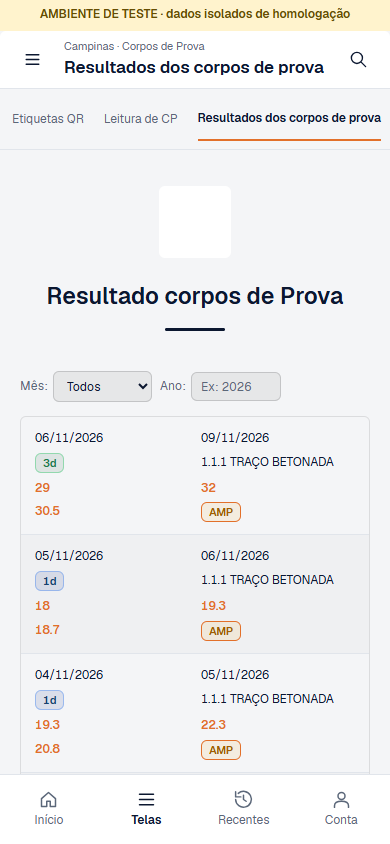 AMBIENTE DE TESTE · dados isolados de homologação
Campinas · Corpos de Prova
Resultados dos corpos de prova
Etiquetas QR
Leitura de CP
Resultados dos corpos de prova
Resultado corpos de Prova
Mês:
Todos
Ano:
Ex: 2026
06/11/2026
09/11/2026
3d
1.1.1 TRAÇO BETONADA
29
32
30.5
AMP
05/11/2026
06/11/2026
1d
1.1.1 TRAÇO BETONADA
18
19.3
18.7
AMP
04/11/2026
05/11/2026
1d
1.1.1 TRAÇO BETONADA
19.3
22.3
20.8
AMP
Início
Telas
Recentes
Conta